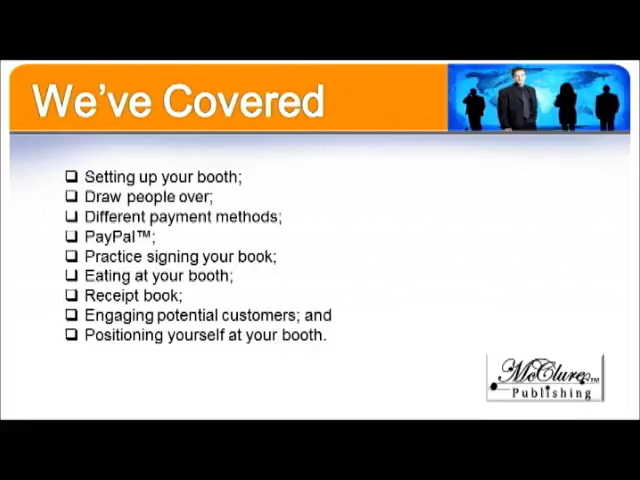 We've Covered
Setting up your booth;
Draw people over;
Different payment methods;
PayPal™;
Practice signing your book;
Eating at your booth;
Receipt book;
Engaging potential customers; and
Positioning yourself at your booth.
McClure™
Publishing